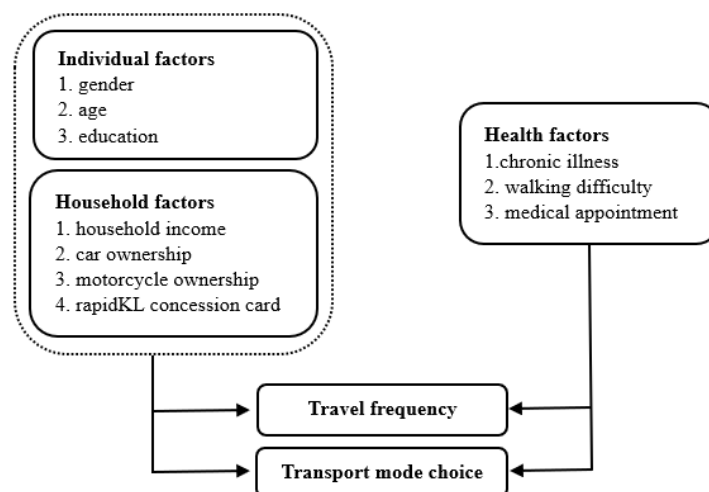 Individual factors
1. gender
2. age
3. education
Household factors
1. household income
2. car ownership
3. motorcycle ownership
4. rapidKL concession card
Health factors
1.chronic illness
2. walking difficulty
3. medical appointment
Travel frequency
Transport mode choice